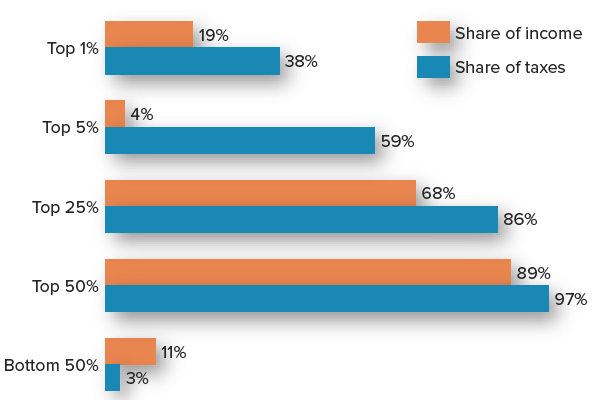 Share of income
Share of taxes
Top 1%
19%
38%
Top 5%
4%
59%
Top 25%
68%
86%
Top 50%
89%
97%
Bottom 50%
11%
3%